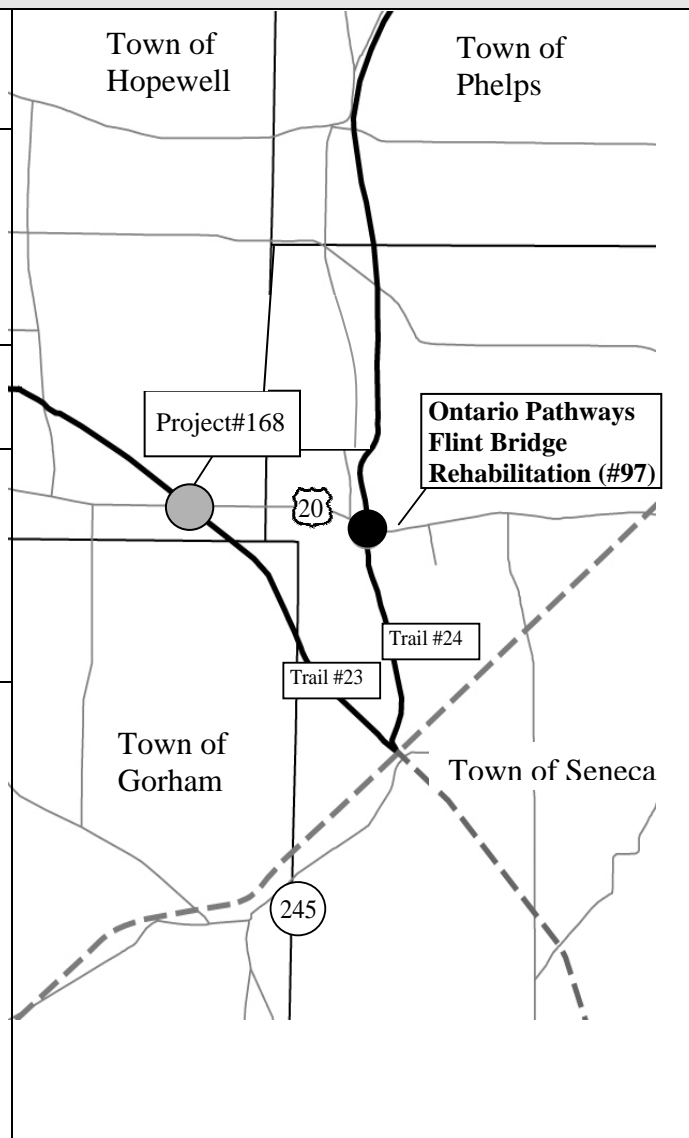 Town of
Hopewell
Town of
Phelps
Project#168
Ontario Pathways
Flint Bridge
Rehabilitation (#97)
20
Trail #24
Trail #23
Town of
Gorham
Town of Seneca
245